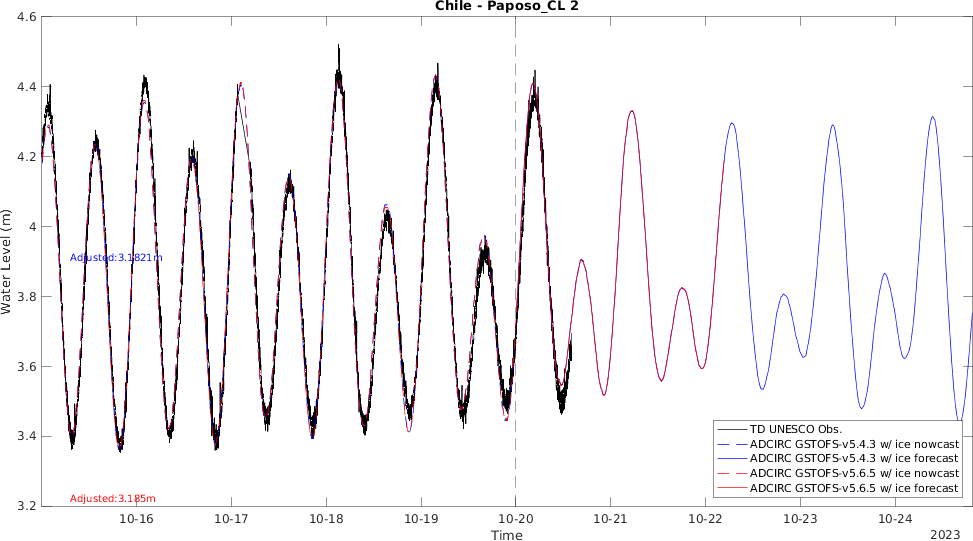 Chile - Paposo_CL 2
4.6
4.4
4.2
4
3.8
3.6
3.4
3.2
Water Level (m)
Adjusted:3.1821m
Adjusted:3.185m
TD UNESCO Obs.
ADCIRC GSTOFS-v5.4.3 w/ ice nowcast
ADCIRC GSTOFS-v5.4.3 w/ ice forecast
ADCIRC GSTOFS-v5.6.5 w/ ice nowcast
ADCIRC GSTOFS-v5.6.5 w/ ice forecast
10-16 10-17 10-18 10-19 10-20 10-21 10-22 10-23 10-24
Time
2023